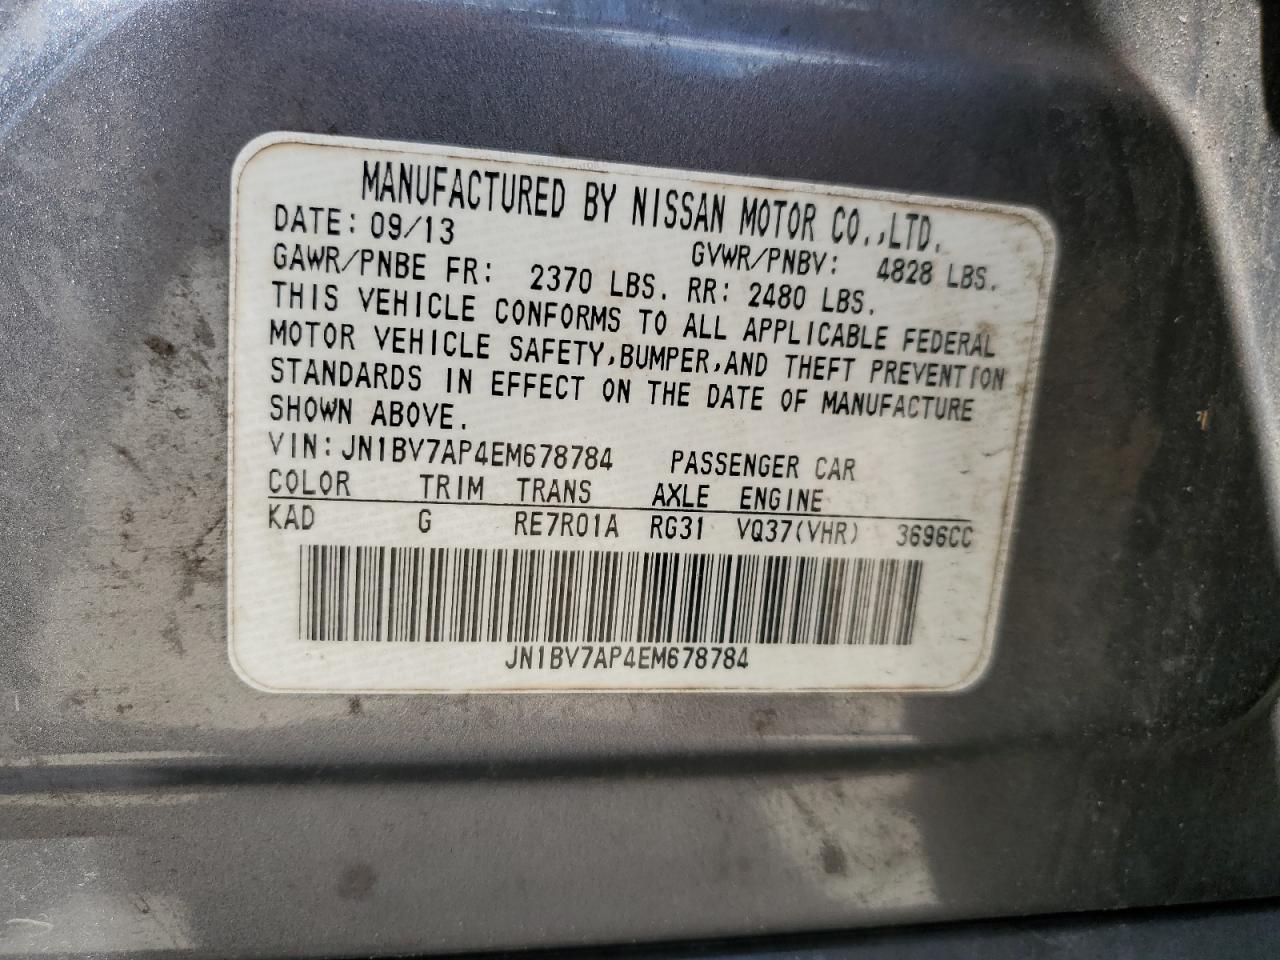 MANUFACTURED BY NISSAN MOTOR CO.,LTD.
DATE: 09/13 GVWR/PNBV: 4828 LBS.
GAWR/PNBE FR: 2370 LBS. RR: 2480 LBS.
THIS VEHICLE CONFORMS TO ALL APPLICABLE FEDERAL
MOTOR VEHICLE SAFETY,BUMPER,AND THEFT PREVENTION
STANDARDS IN EFFECT ON THE DATE OF MANUFACTURE
SHOWN ABOVE.
VIN: JN1BV7AP4EM678784 PASSENGER CAR
COLOR TRIM TRANS AXLE ENGINE
KAD G RE7R01A RG31 VQ37(VHR) 3696CC
JN1BV7AP4EM678784